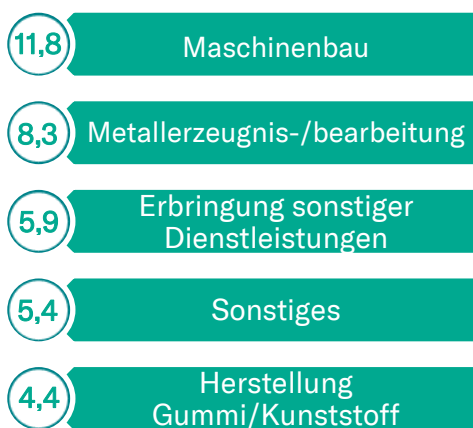 11,8 Maschinenbau
8,3 Metallerzeugnis-/bearbeitung
5,9 Erbringung sonstiger
Dienstleistungen
5,4 Sonstiges
4,4 Herstellung
Gummi/Kunststoff